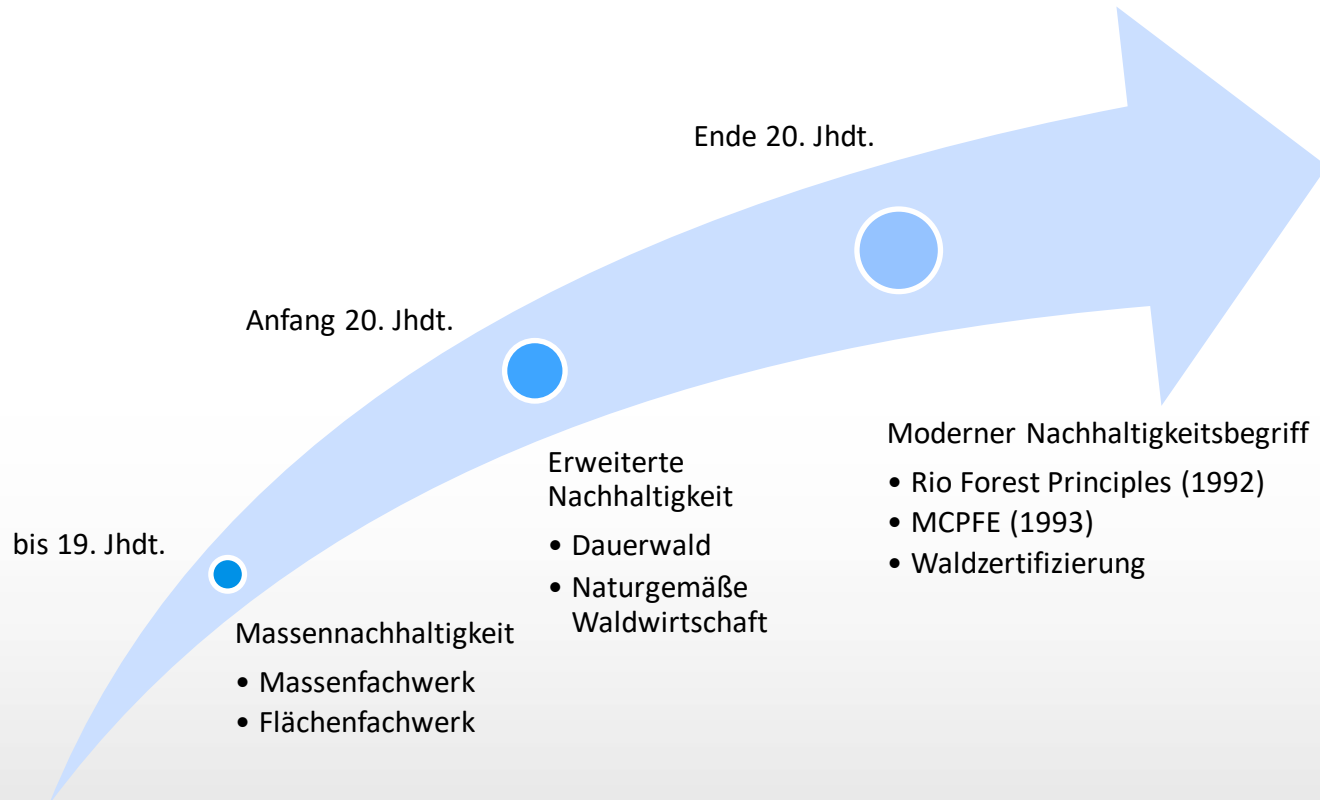 bis 19. Jhdt.
Massennachhaltigkeit
• Massenfachwerk
• Flächenfachwerk
Anfang 20. Jhdt.
Erweiterte
Nachhaltigkeit
• Dauerwald
• Naturgemäße
Waldwirtschaft
Ende 20. Jhdt.
Moderner Nachhaltigkeitsbegriff
• Rio Forest Principles (1992)
• MCPFE (1993)
• Waldzertifizierung